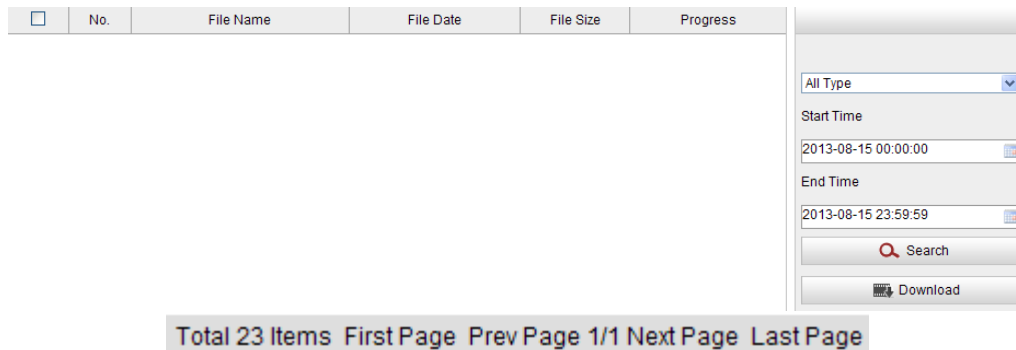 No. File Name File Date File Size Progress
All Type
Start Time
2013-08-15 00:00:00
End Time
2013-08-15 23:59:59
Search
Download
Total 23 Items First Page Prev Page 1/1 Next Page Last Page